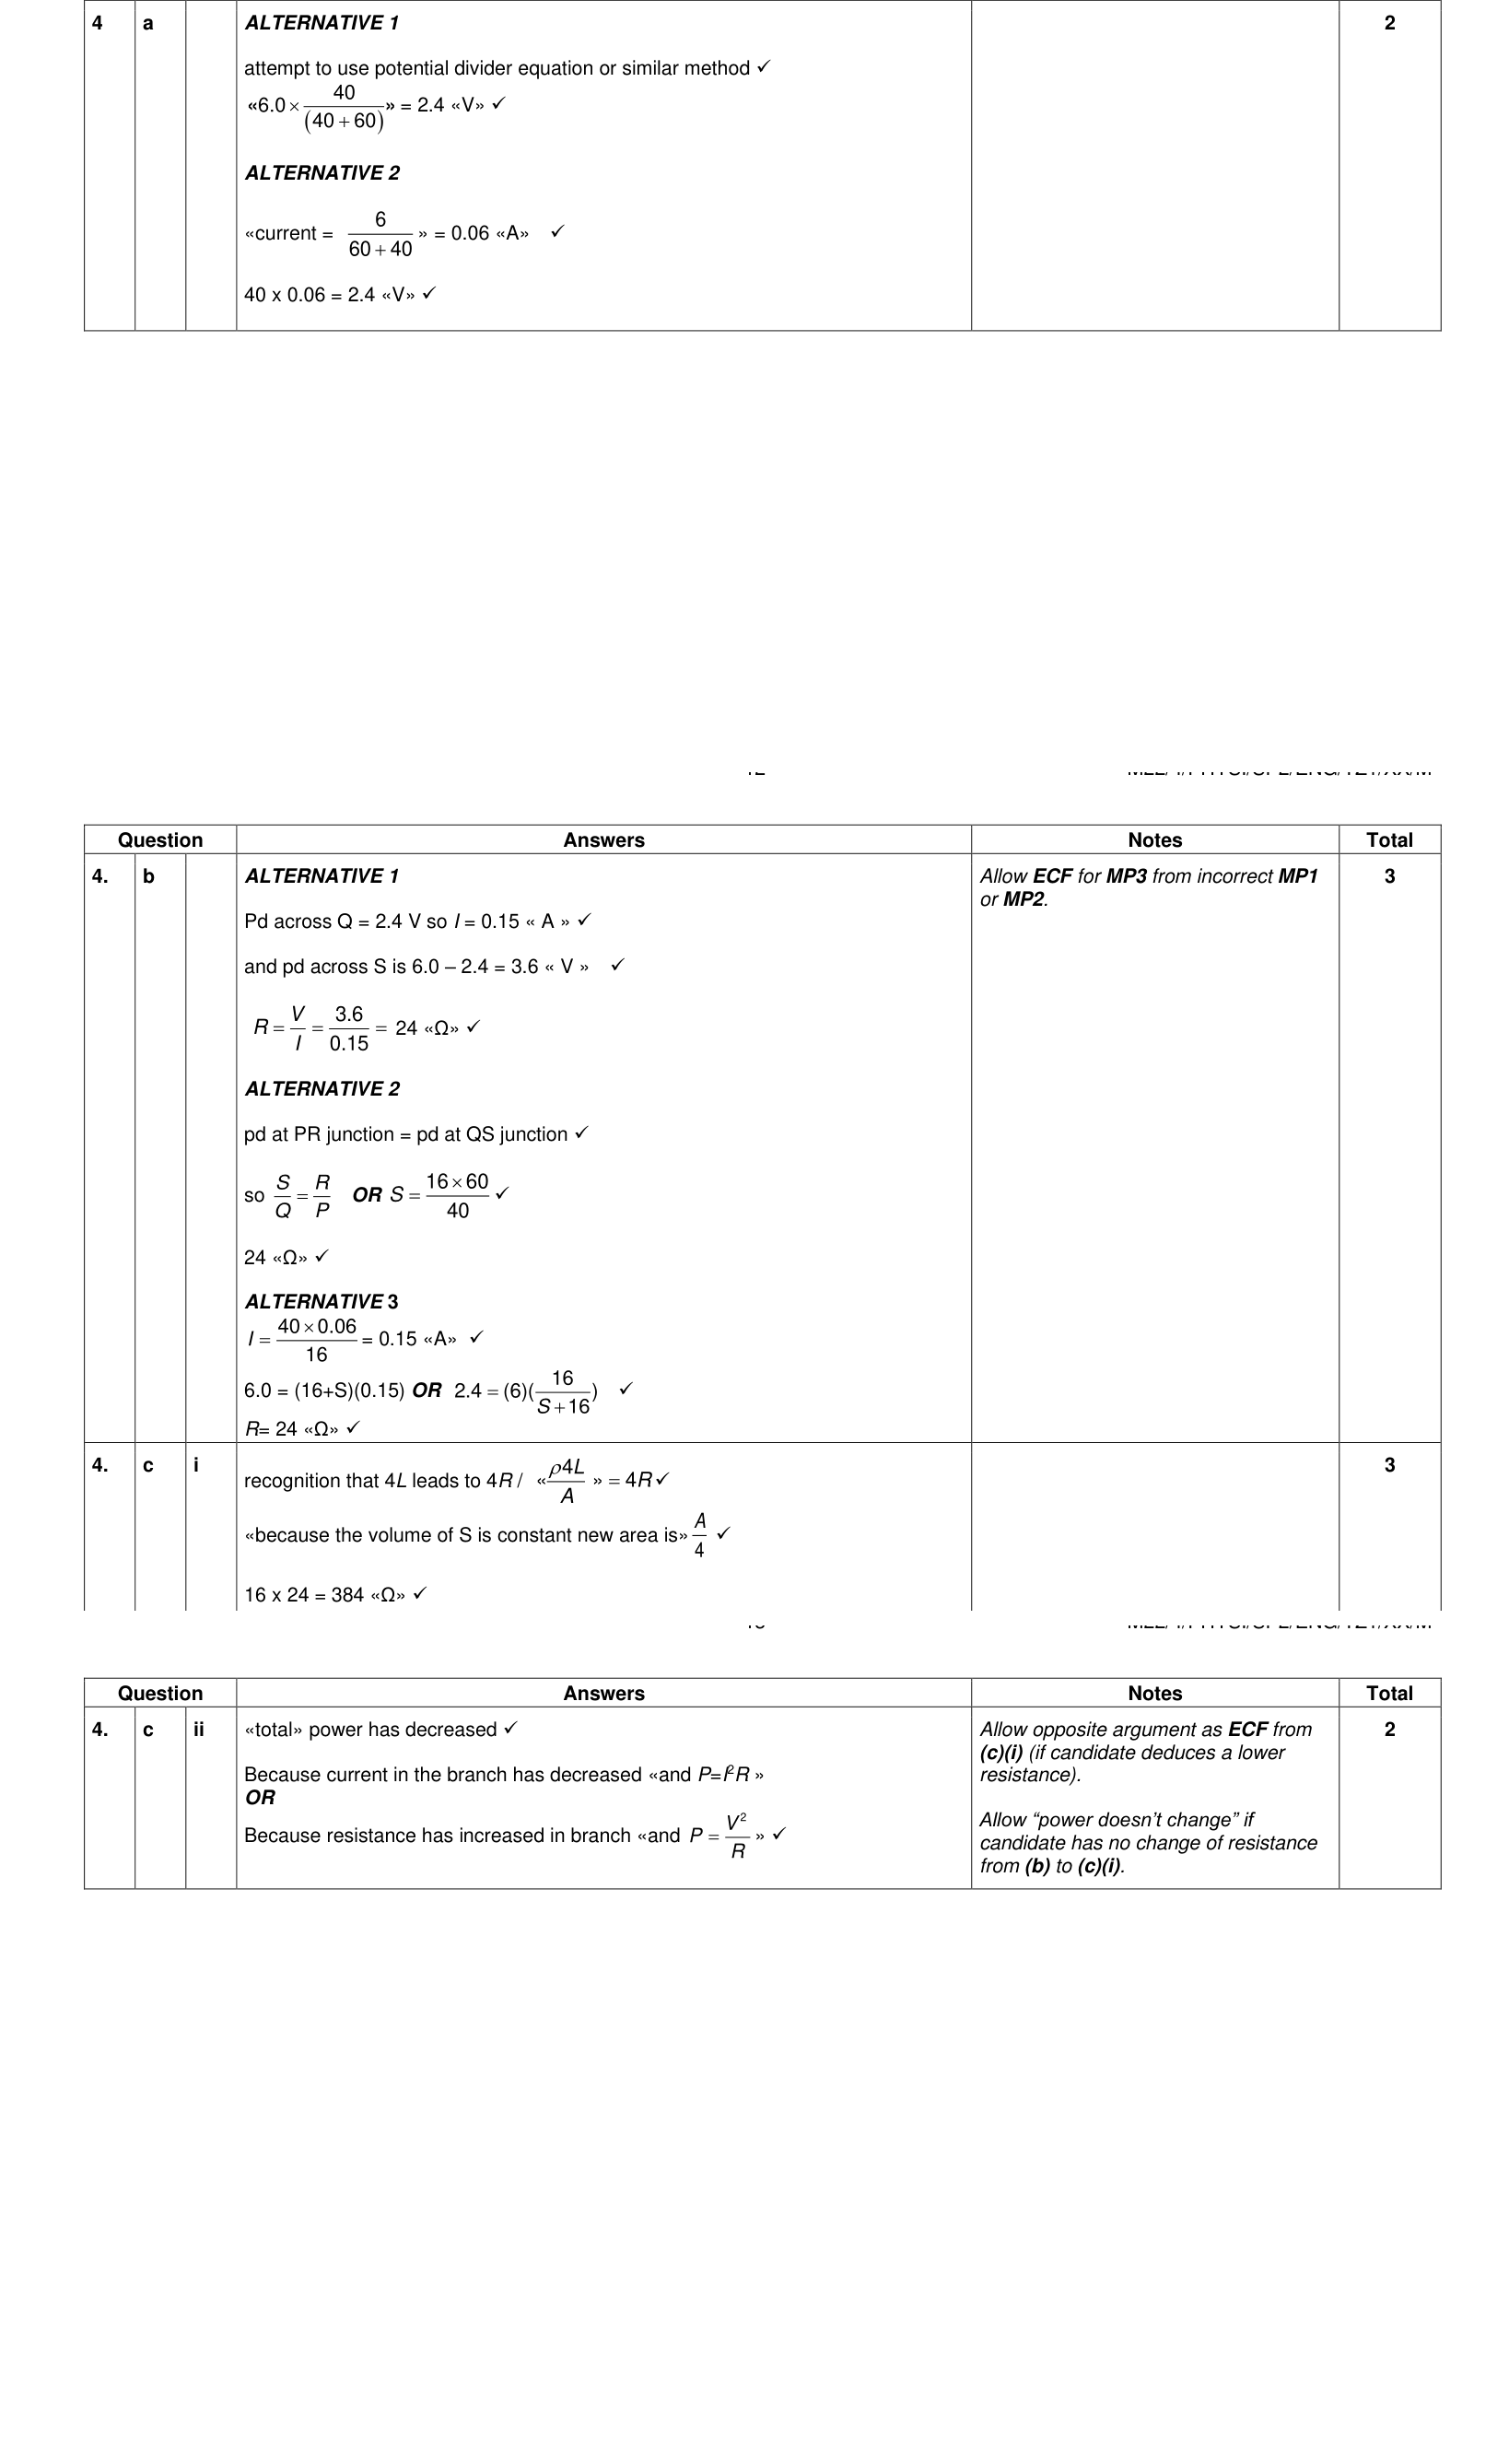 4 a ALTERNATIVE 1 2
attempt to use potential divider equation or similar method ✓
«6.0 × 40/(40 + 60)» = 2.4 «V» ✓
ALTERNATIVE 2
«current = 6/(60 + 40) » = 0.06 «A» ✓
40 x 0.06 = 2.4 «V» ✓
Question Answers Notes Total
4. b ALTERNATIVE 1 Allow ECF for MP3 from incorrect MP1 3
or MP2.
Pd across Q = 2.4 V so I = 0.15 « A » ✓
and pd across S is 6.0 – 2.4 = 3.6 « V » ✓
R = V/I = 3.6/0.15 = 24 «Ω» ✓
ALTERNATIVE 2
pd at PR junction = pd at QS junction ✓
so S/Q = R/P OR S = 16 × 60/40 ✓
24 «Ω» ✓
ALTERNATIVE 3
I = 40 × 0.06/16 = 0.15 «A» ✓
6.0 = (16+S)(0.15) OR 2.4 = (6)(16/S + 16) ✓
R= 24 «Ω» ✓
4. c i recognition that 4L leads to 4R / «ρ4L/A » = 4R ✓ 3
«because the volume of S is constant new area is» A/4 ✓
16 x 24 = 384 «Ω» ✓
Question Answers Notes Total
4. c ii «total» power has decreased ✓ Allow opposite argument as ECF from 2
(c)(i) (if candidate deduces a lower
resistance).
Because current in the branch has decreased «and P=I²R »
OR
Because resistance has increased in branch «and P = V²/R » ✓
Allow “power doesn’t change” if
candidate has no change of resistance
from (b) to (c)(i).